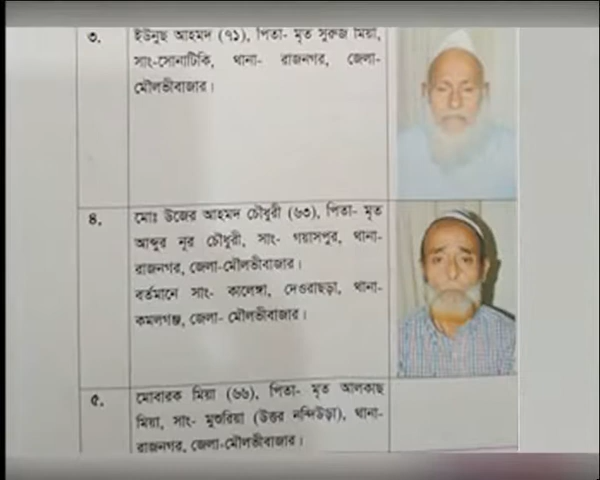 ৩.
ইউনুছ আহমদ (৭১), পিতা- মৃত সুরুজ মিয়া,
সাং-সোনাটিকি, থানা- রাজনগর, জেলা-
মৌলভীবাজার।
৪.
মোঃ উজের আহমদ চৌধুরী (৬৩), পিতা- মৃত
আব্দুর নূর চৌধুরী, সাং- গয়াসপুর, থানা-
রাজনগর, জেলা-মৌলভীবাজার।
বর্তমানে সাং- কালেঙ্গা, দেওরাছড়া, থানা-
কমলগঞ্জ, জেলা- মৌলভীবাজার।
৫.
মোবারক মিয়া (৬৬), পিতা- মৃত আলকাছ
মিয়া, সাং- মুশুরিয়া (উত্তর নন্দিউড়া), থানা-
রাজনগর, জেলা-মৌলভীবাজার।